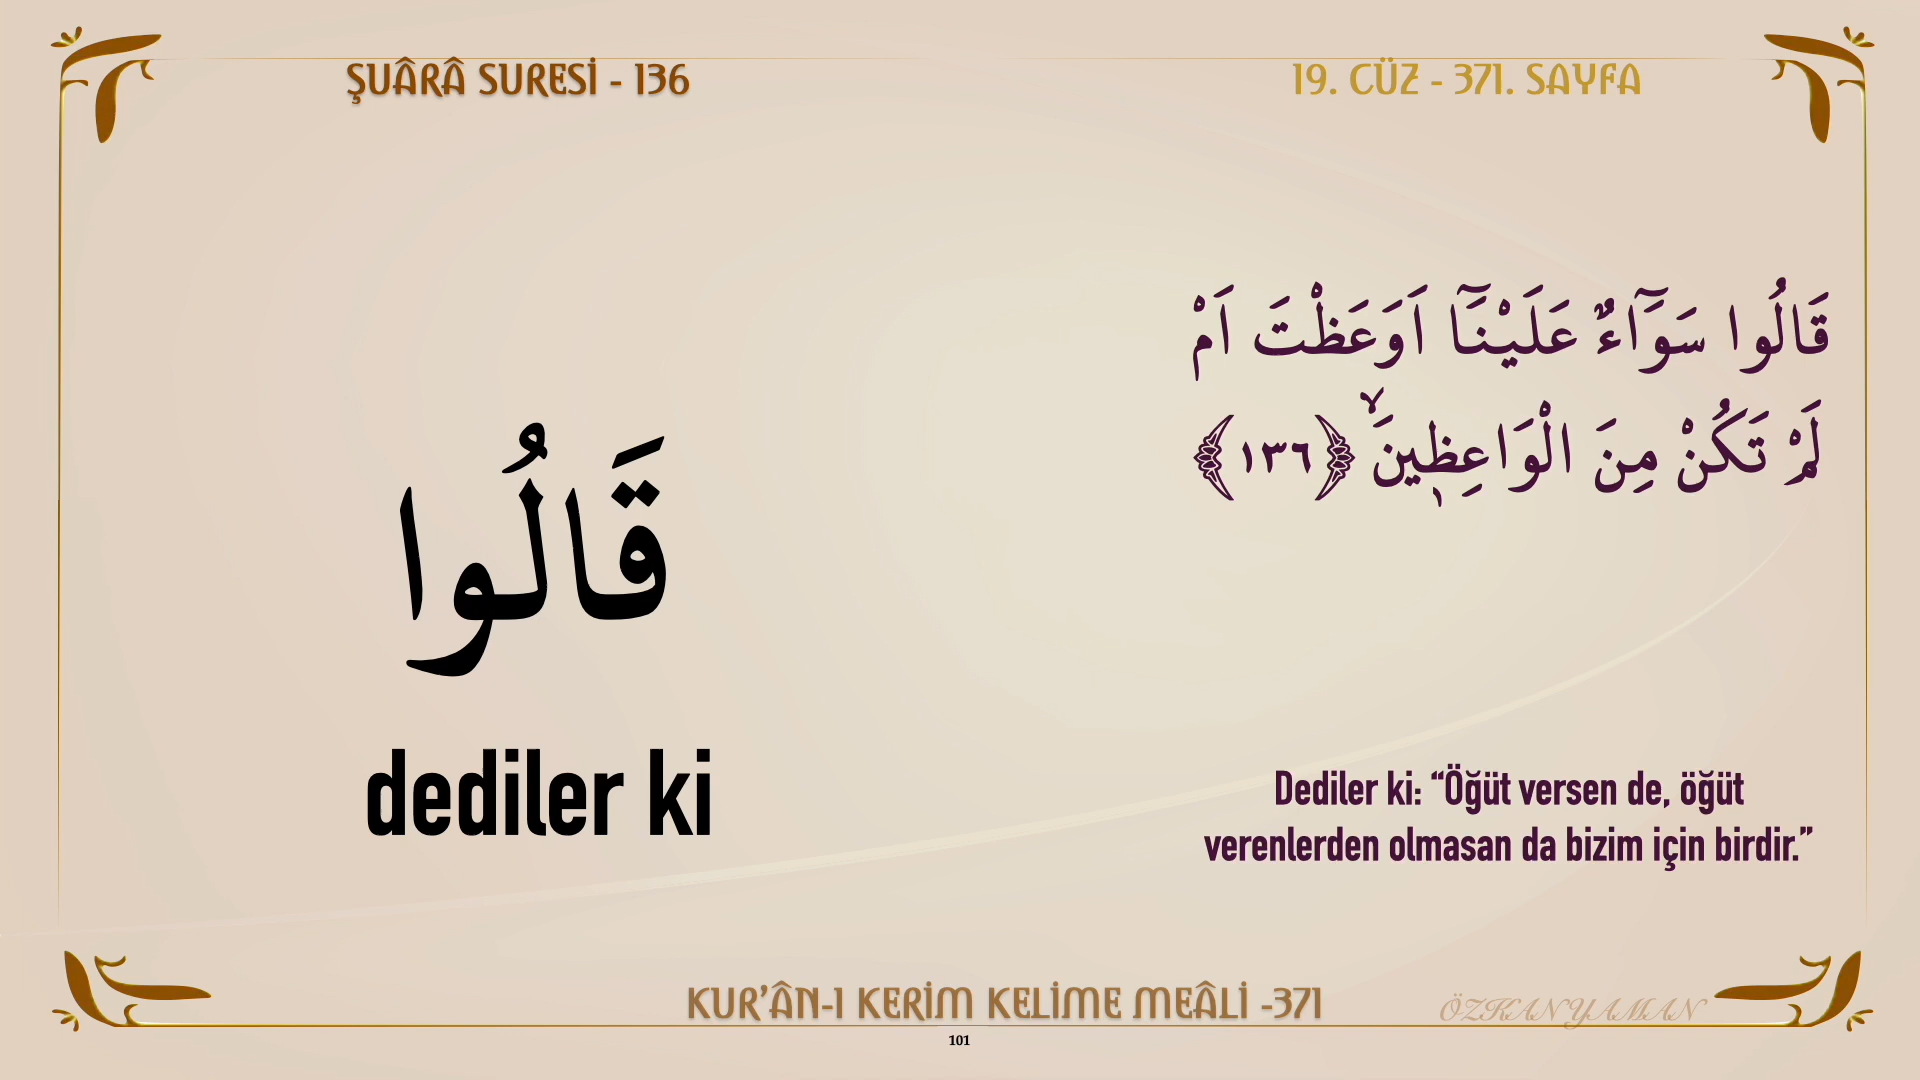 ŞUÂRÂ SURESİ - 136
19. CÜZ - 371. SAYFA
قَالُوا سَوَٓاءٌ عَلَيْنَٓا اَوَعَظْتَ اَمْ
لَمْ تَكُنْ مِنَ الْوَاعِظ۪ينَۙ ﴿١٣٦﴾
قَالُوا
dediler ki
Dediler ki: “Öğüt versen de, öğüt
verenlerden olmasan da bizim için birdir.”
KUR’ÂN-I KERİM KELİME MEÂLİ -371
ÖZKAN YAMAN
101